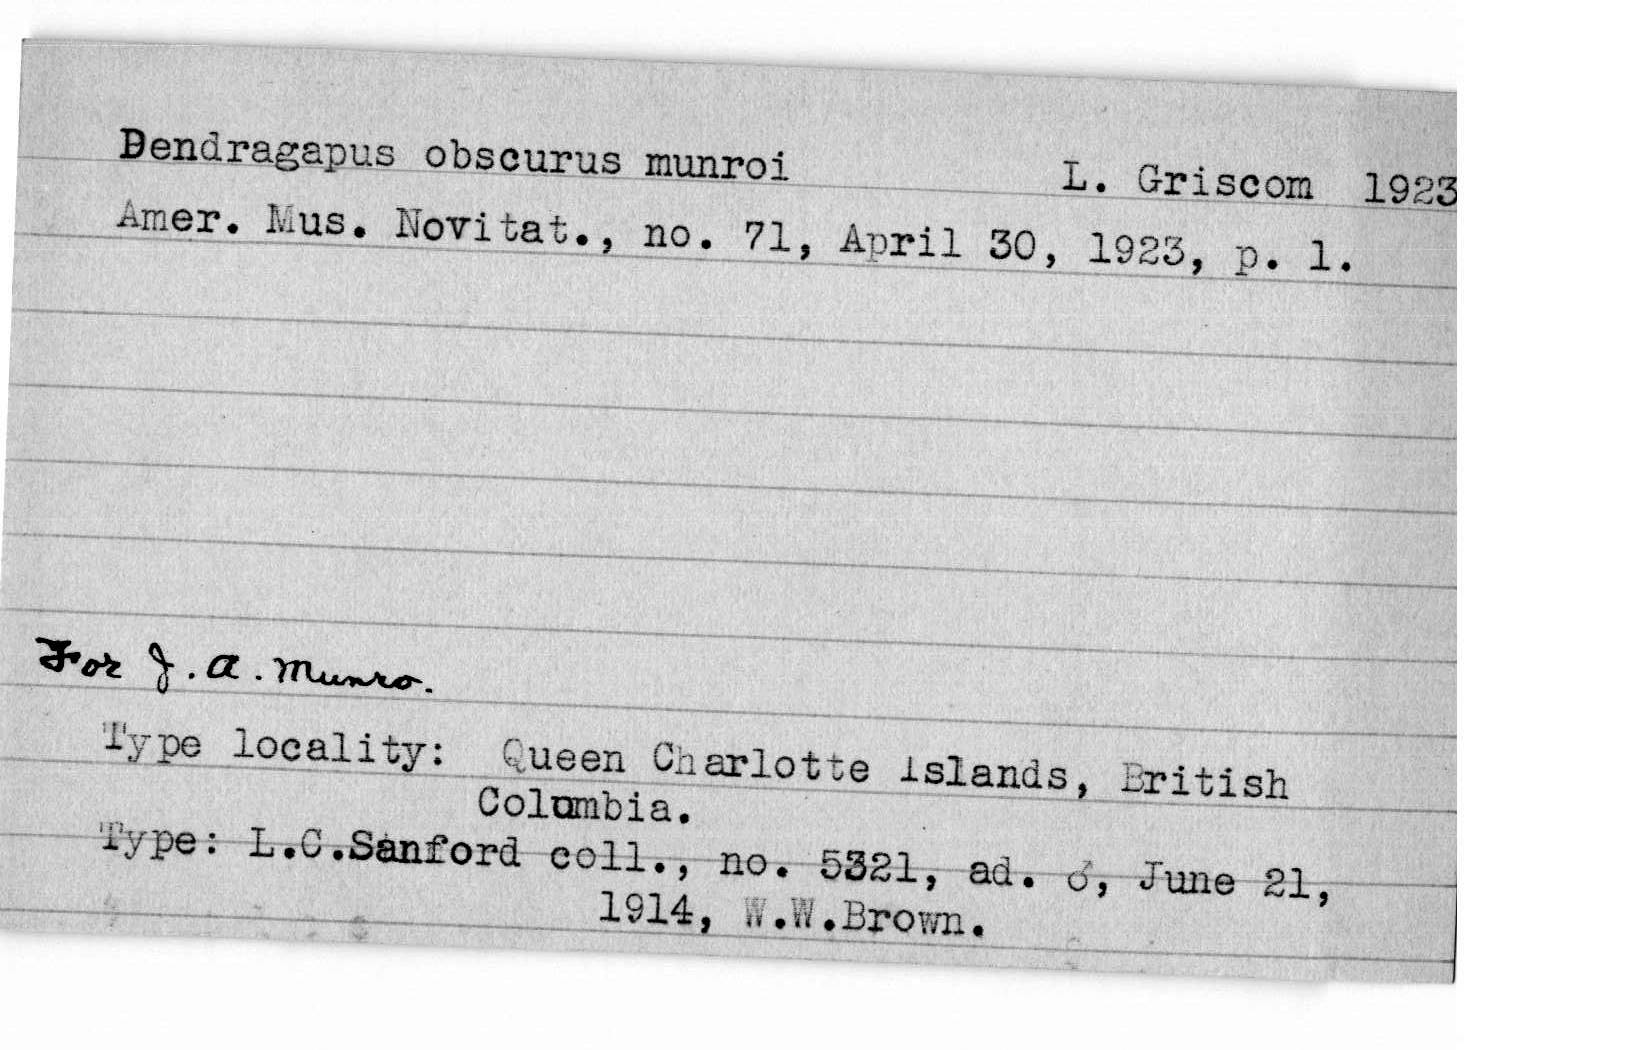 Dendragapus obscurus munroi L. Griscom 1923
Amer. Mus. Novitat., no. 71, April 30, 1923, p. 1.
For J. A. Munro.
Type locality: Queen Charlotte Islands, British
Columbia.
Type: L.C.Sanford coll., no. 5321, ad. ♂, June 21,
1914, W.W.Brown.